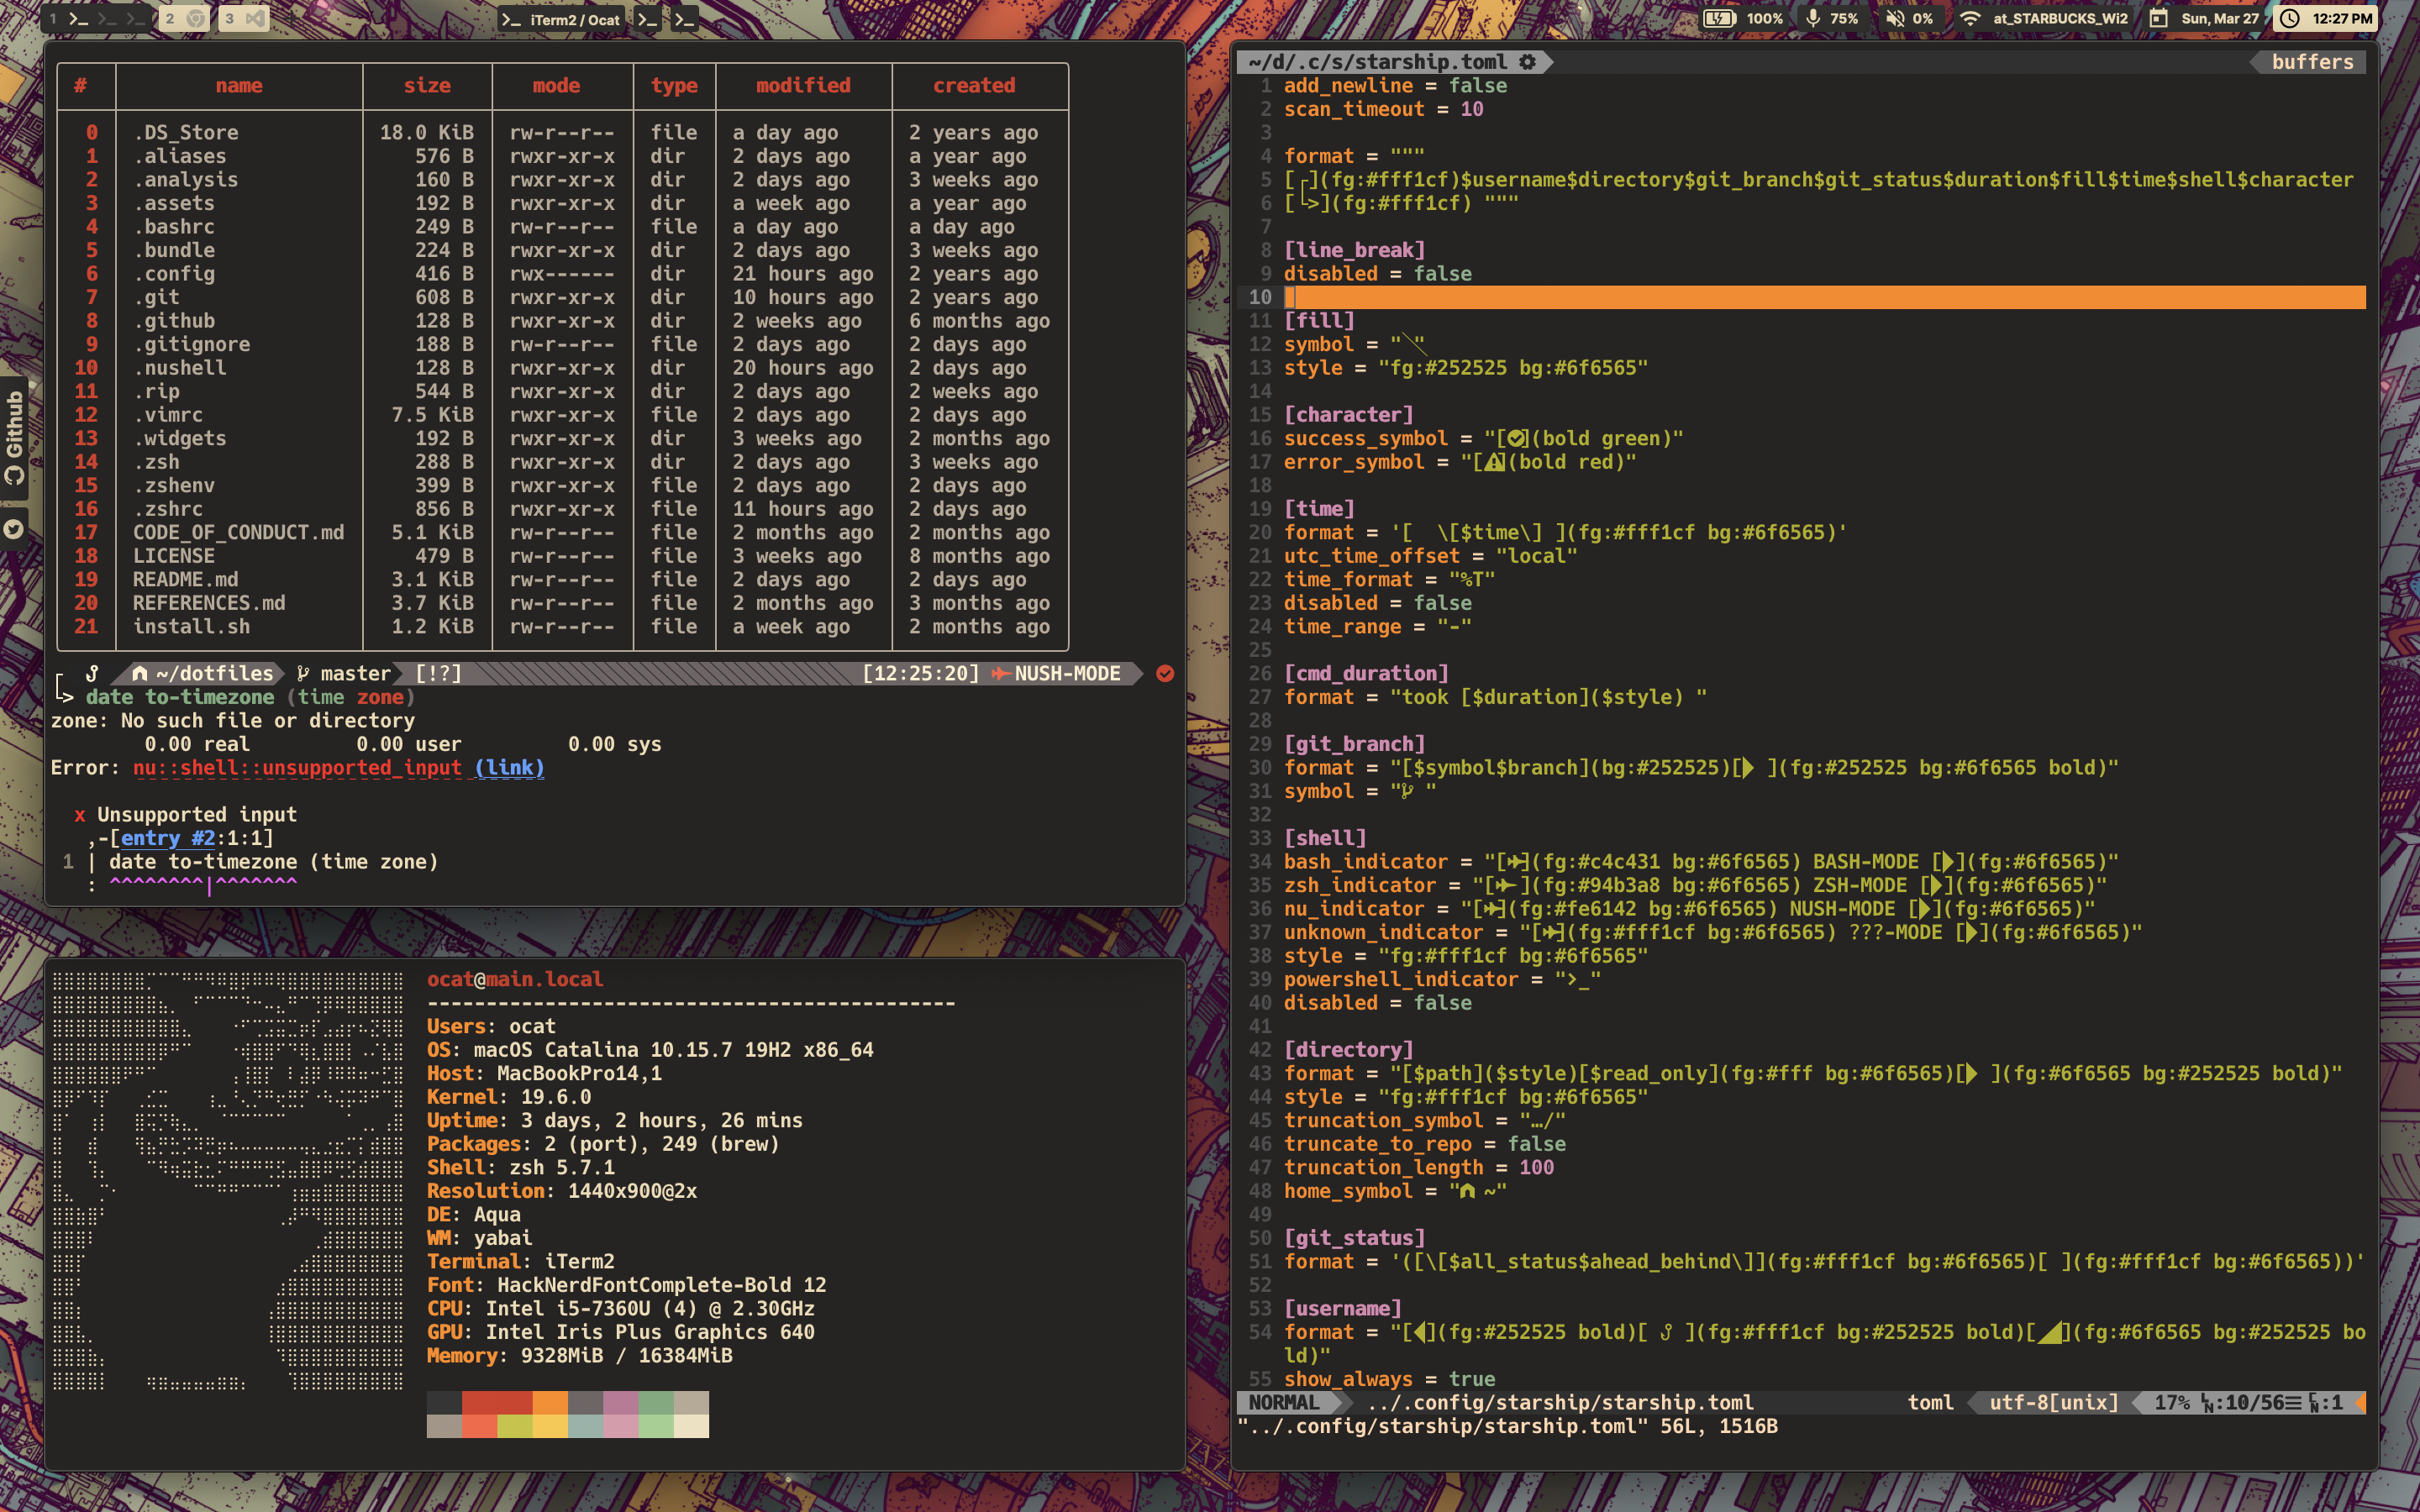 1 >_ >_ >_ 2 3 >_ iTerm2 / Ocat >_ >_ 100% 75% 0% at_STARBUCKS_Wi2 Sun, Mar 27 12:27 PM
Github
# name size mode type modified created
0 .DS_Store 18.0 KiB rw-r--r-- file a day ago 2 years ago
1 .aliases 576 B rwxr-xr-x dir 2 days ago a year ago
2 .analysis 160 B rwxr-xr-x dir 2 days ago 3 weeks ago
3 .assets 192 B rwxr-xr-x dir a week ago a year ago
4 .bashrc 249 B rw-r--r-- file a day ago a day ago
5 .bundle 224 B rwxr-xr-x dir 2 days ago 3 weeks ago
6 .config 416 B rwx------ dir 21 hours ago 2 years ago
7 .git 608 B rwxr-xr-x dir 10 hours ago 2 years ago
8 .github 128 B rwxr-xr-x dir 2 weeks ago 6 months ago
9 .gitignore 188 B rw-r--r-- file 2 days ago 2 days ago
10 .nushell 128 B rwxr-xr-x dir 20 hours ago 2 days ago
11 .rip 544 B rwxr-xr-x dir 2 days ago 2 weeks ago
12 .vimrc 7.5 KiB rwxr-xr-x file 2 days ago 2 days ago
13 .widgets 192 B rwxr-xr-x dir 3 weeks ago 2 months ago
14 .zsh 288 B rwxr-xr-x dir 2 days ago 3 weeks ago
15 .zshenv 399 B rwxr-xr-x file 2 days ago 2 days ago
16 .zshrc 856 B rwxr-xr-x file 11 hours ago 2 days ago
17 CODE_OF_CONDUCT.md 5.1 KiB rw-r--r-- file 2 months ago 2 months ago
18 LICENSE 479 B rw-r--r-- file 3 weeks ago 8 months ago
19 README.md 3.1 KiB rw-r--r-- file 2 days ago 2 days ago
20 REFERENCES.md 3.7 KiB rw-r--r-- file 2 months ago 3 months ago
21 install.sh 1.2 KiB rw-r--r-- file a week ago 2 months ago
~/dotfiles master [!?] [12:25:20] NUSH-MODE
└> date to-timezone (time zone)
zone: No such file or directory
0.00 real 0.00 user 0.00 sys
Error: nu::shell::unsupported_input (link)
x Unsupported input
,-[entry #2:1:1]
1 | date to-timezone (time zone)
: ^^^^^^^^|^^^^^^^
ocat@main.local
---------------------------------------------
Users: ocat
OS: macOS Catalina 10.15.7 19H2 x86_64
Host: MacBookPro14,1
Kernel: 19.6.0
Uptime: 3 days, 2 hours, 26 mins
Packages: 2 (port), 249 (brew)
Shell: zsh 5.7.1
Resolution: 1440x900@2x
DE: Aqua
WM: yabai
Terminal: iTerm2
Font: HackNerdFontComplete-Bold 12
CPU: Intel i5-7360U (4) @ 2.30GHz
GPU: Intel Iris Plus Graphics 640
Memory: 9328MiB / 16384MiB
~/d/.c/s/starship.toml buffers
1 add_newline = false
2 scan_timeout = 10
3
4 format = """
5 [┌](fg:#fff1cf)$username$directory$git_branch$git_status$duration$fill$time$shell$character
6 [└>](fg:#fff1cf) """
7
8 [line_break]
9 disabled = false
10
11 [fill]
12 symbol = "╲"
13 style = "fg:#252525 bg:#6f6565"
14
15 [character]
16 success_symbol = "[](bold green)"
17 error_symbol = "[](bold red)"
18
19 [time]
20 format = '[  \[$time\] ](fg:#fff1cf bg:#6f6565)'
21 utc_time_offset = "local"
22 time_format = "%T"
23 disabled = false
24 time_range = "-"
25
26 [cmd_duration]
27 format = "took [$duration]($style) "
28
29 [git_branch]
30 format = "[$symbol$branch](bg:#252525)[ ](fg:#252525 bg:#6f6565 bold)"
31 symbol = " "
32
33 [shell]
34 bash_indicator = "[](fg:#c4c431 bg:#6f6565) BASH-MODE [](fg:#6f6565)"
35 zsh_indicator = "[ ](fg:#94b3a8 bg:#6f6565) ZSH-MODE [](fg:#6f6565)"
36 nu_indicator = "[](fg:#fe6142 bg:#6f6565) NUSH-MODE [](fg:#6f6565)"
37 unknown_indicator = "[](fg:#fff1cf bg:#6f6565) ???-MODE [](fg:#6f6565)"
38 style = "fg:#fff1cf bg:#6f6565"
39 powershell_indicator = ">_"
40 disabled = false
41
42 [directory]
43 format = "[$path]($style)[$read_only](fg:#fff bg:#6f6565)[ ](fg:#6f6565 bg:#252525 bold)"
44 style = "fg:#fff1cf bg:#6f6565"
45 truncation_symbol = "…/"
46 truncate_to_repo = false
47 truncation_length = 100
48 home_symbol = " ~"
49
50 [git_status]
51 format = '([\[$all_status$ahead_behind\]](fg:#fff1cf bg:#6f6565)[ ](fg:#fff1cf bg:#6f6565))'
52
53 [username]
54 format = "[](fg:#252525 bold)[  ](fg:#fff1cf bg:#252525 bold)[](fg:#6f6565 bg:#252525 bo
ld)"
55 show_always = true
NORMAL ../.config/starship/starship.toml toml utf-8[unix] 17% :10/56 :1
"../.config/starship/starship.toml" 56L, 1516B